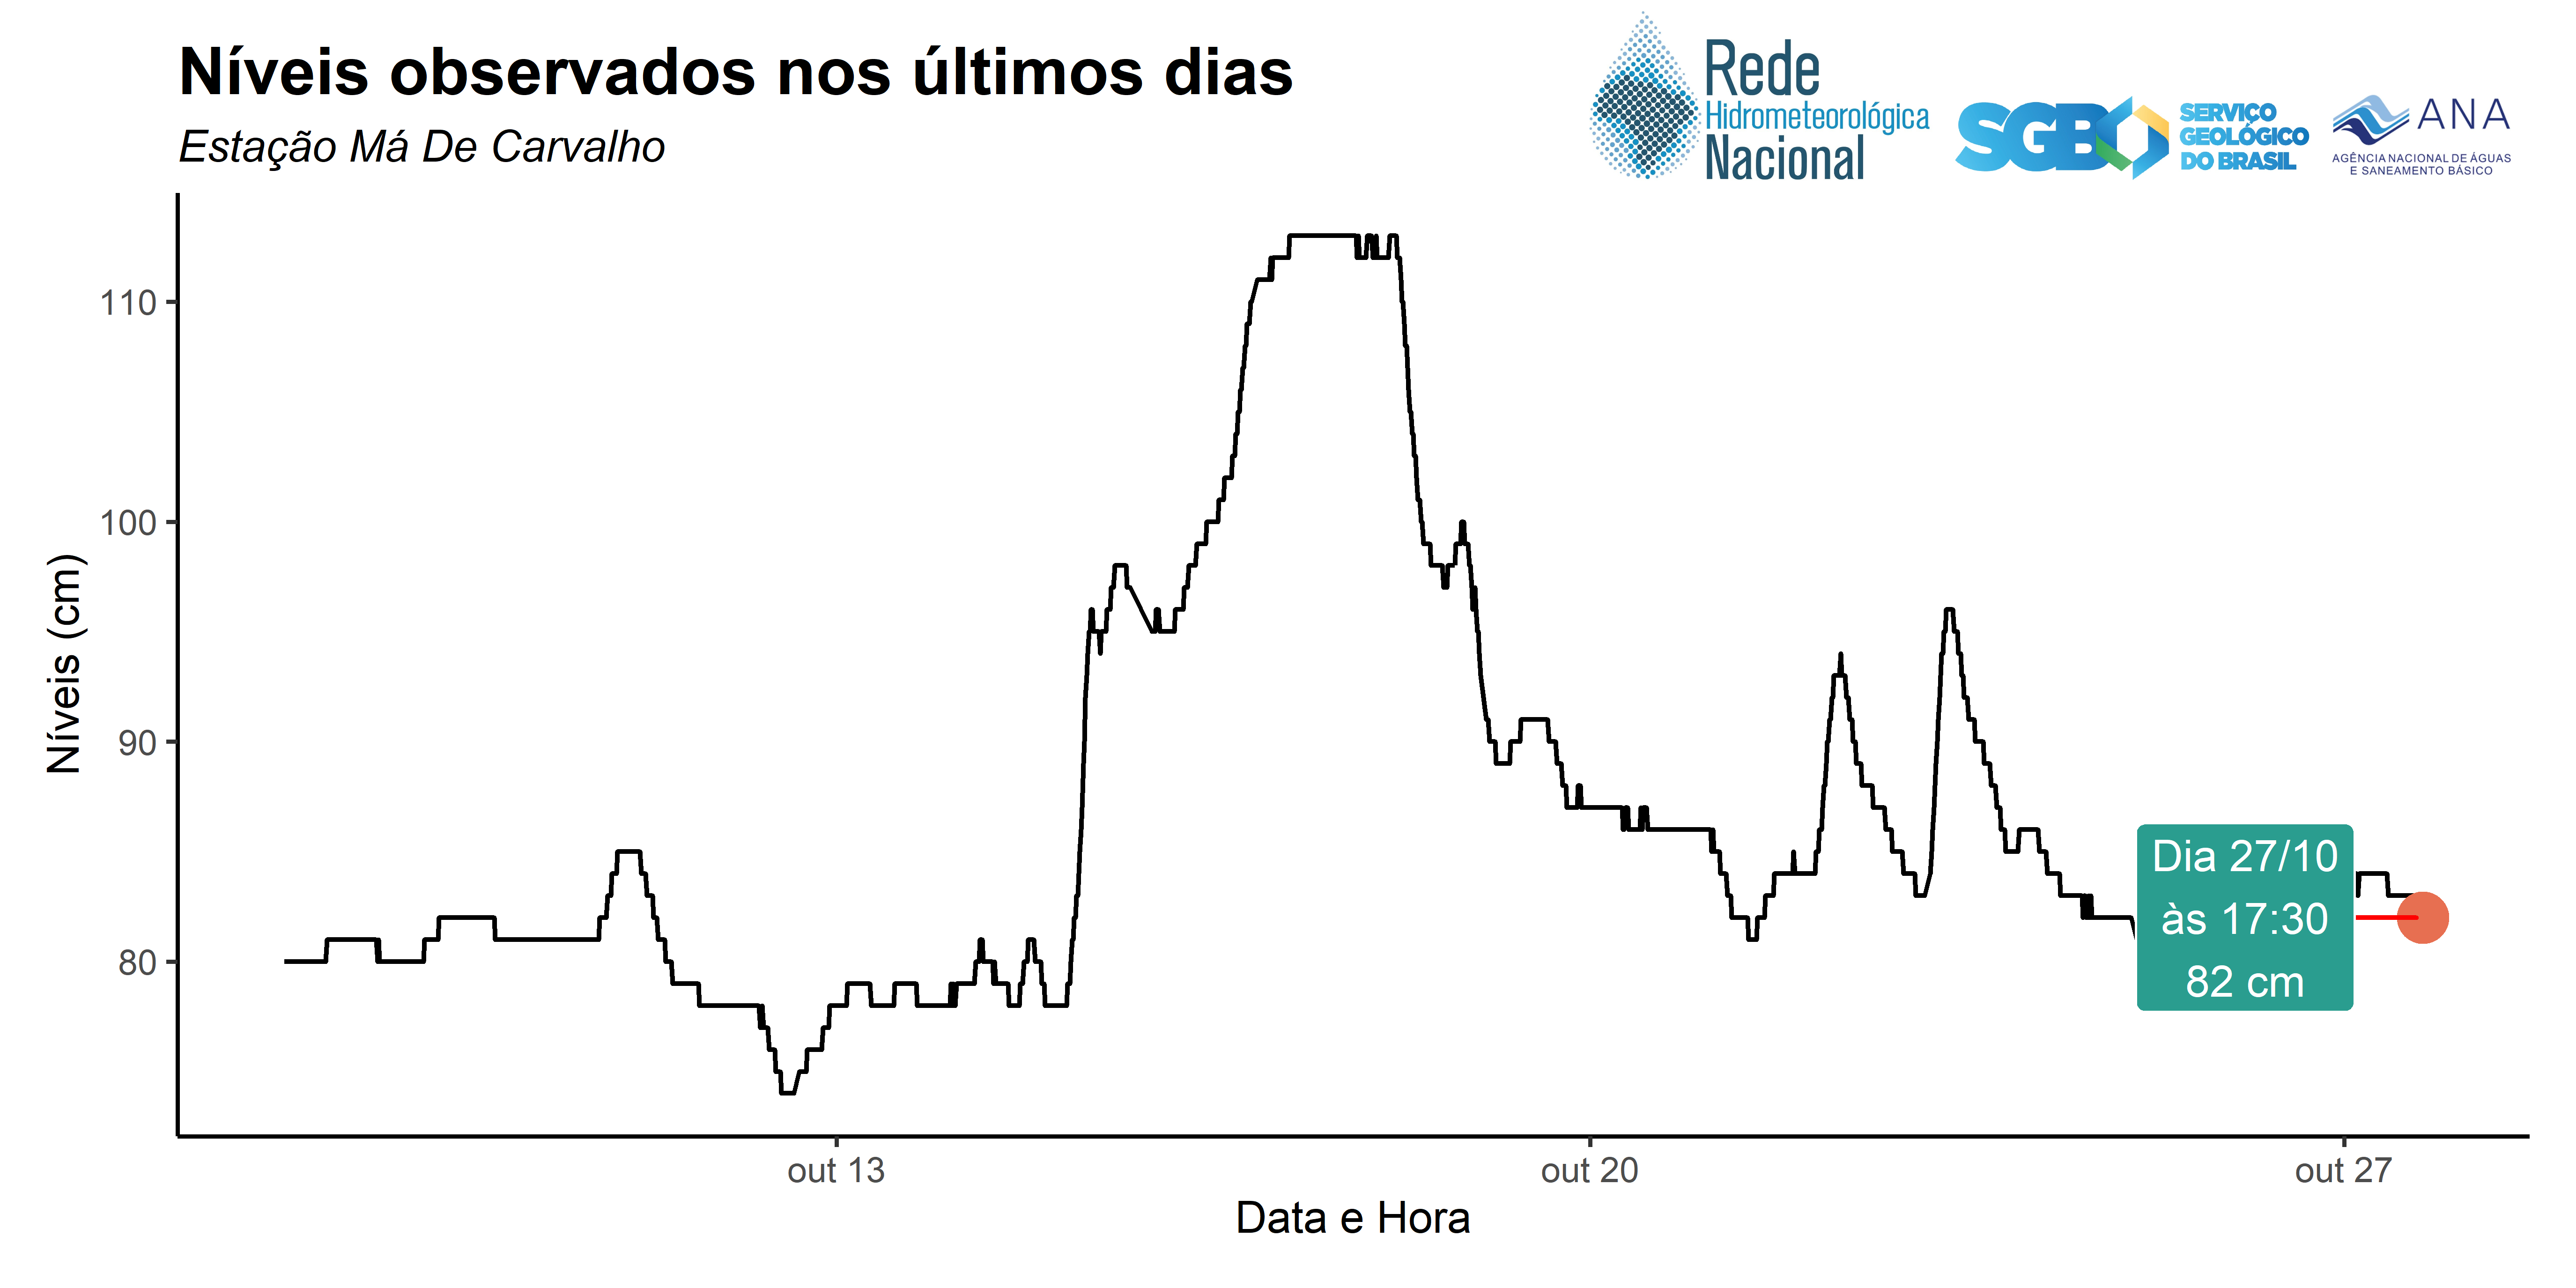 Níveis observados nos últimos dias
Estação Má De Carvalho
Rede
Hidrometeorológica
Nacional
SGB
SERVIÇO
GEOLÓGICO
DO BRASIL
ANA
AGÊNCIA NACIONAL DE ÁGUAS
E SANEAMENTO BÁSICO
Níveis (cm)
110
100
90
80
Dia 27/10
às 17:30
82 cm
out 13
out 20
out 27
Data e Hora